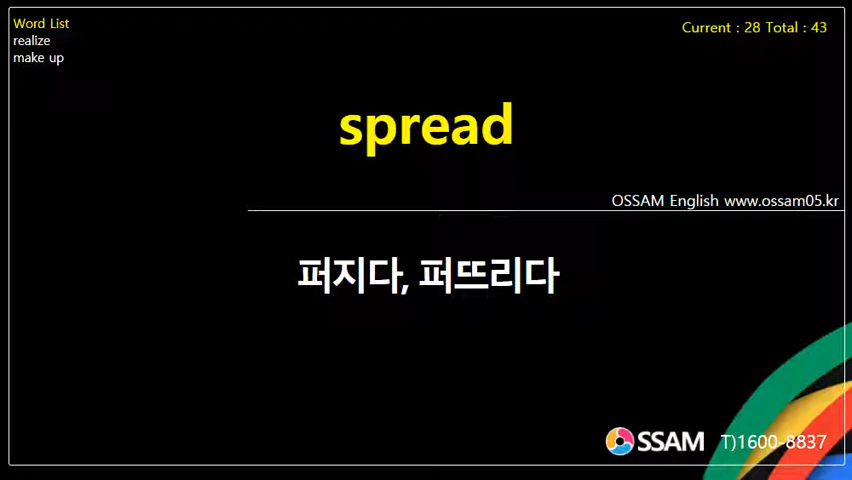 Word List
realize
make up
Current : 28 Total : 43
spread
OSSAM English www.ossam05.kr
퍼지다, 퍼뜨리다
OSSAM T)1600-8837